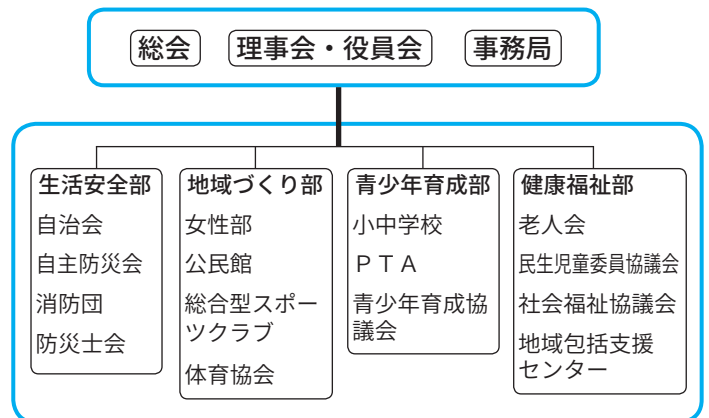 総会 理事会・役員会 事務局
生活安全部
自治会
自主防災会
消防団
防災士会
地域づくり部
女性部
公民館
総合型スポー
ツクラブ
体育協会
青少年育成部
小中学校
ＰＴＡ
青少年育成協
議会
健康福祉部
老人会
民生児童委員協議会
社会福祉協議会
地域包括支援
センター